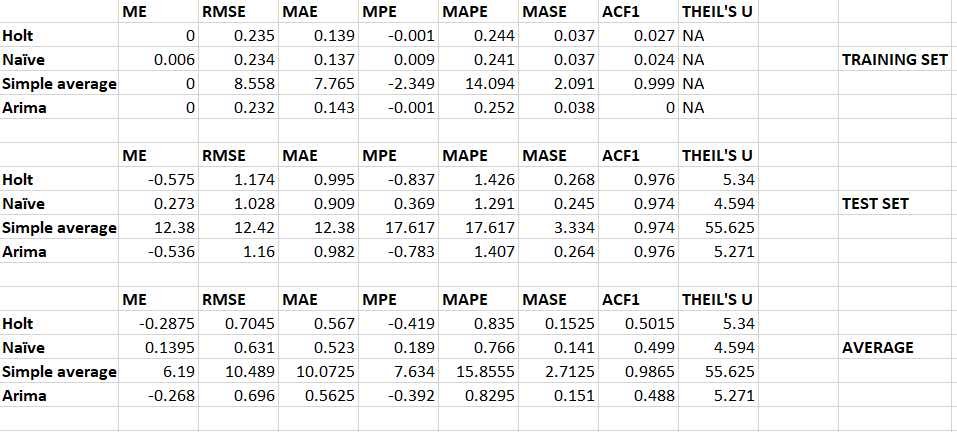 ME RMSE MAE MPE MAPE MASE ACF1 THEIL'S U
Holt 0 0.235 0.139 -0.001 0.244 0.037 0.027 NA
Naïve 0.006 0.234 0.137 0.009 0.241 0.037 0.024 NA TRAINING SET
Simple average 0 8.558 7.765 -2.349 14.094 2.091 0.999 NA
Arima 0 0.232 0.143 -0.001 0.252 0.038 0 NA
ME RMSE MAE MPE MAPE MASE ACF1 THEIL'S U
Holt -0.575 1.174 0.995 -0.837 1.426 0.268 0.976 5.34
Naïve 0.273 1.028 0.909 0.369 1.291 0.245 0.974 4.594 TEST SET
Simple average 12.38 12.42 12.38 17.617 17.617 3.334 0.974 55.625
Arima -0.536 1.16 0.982 -0.783 1.407 0.264 0.976 5.271
ME RMSE MAE MPE MAPE MASE ACF1 THEIL'S U
Holt -0.2875 0.7045 0.567 -0.419 0.835 0.1525 0.5015 5.34
Naïve 0.1395 0.631 0.523 0.189 0.766 0.141 0.499 4.594 AVERAGE
Simple average 6.19 10.489 10.0725 7.634 15.8555 2.7125 0.9865 55.625
Arima -0.268 0.696 0.5625 -0.392 0.8295 0.151 0.488 5.271